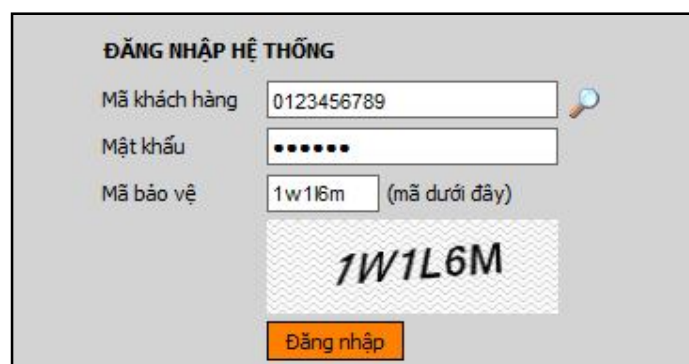 ĐĂNG NHẬP HỆ THỐNG
Mã khách hàng 0123456789
Mật khẩu ••••••
Mã bảo vệ 1w1l6m (mã dưới đây)
1W1L6M
Đăng nhập